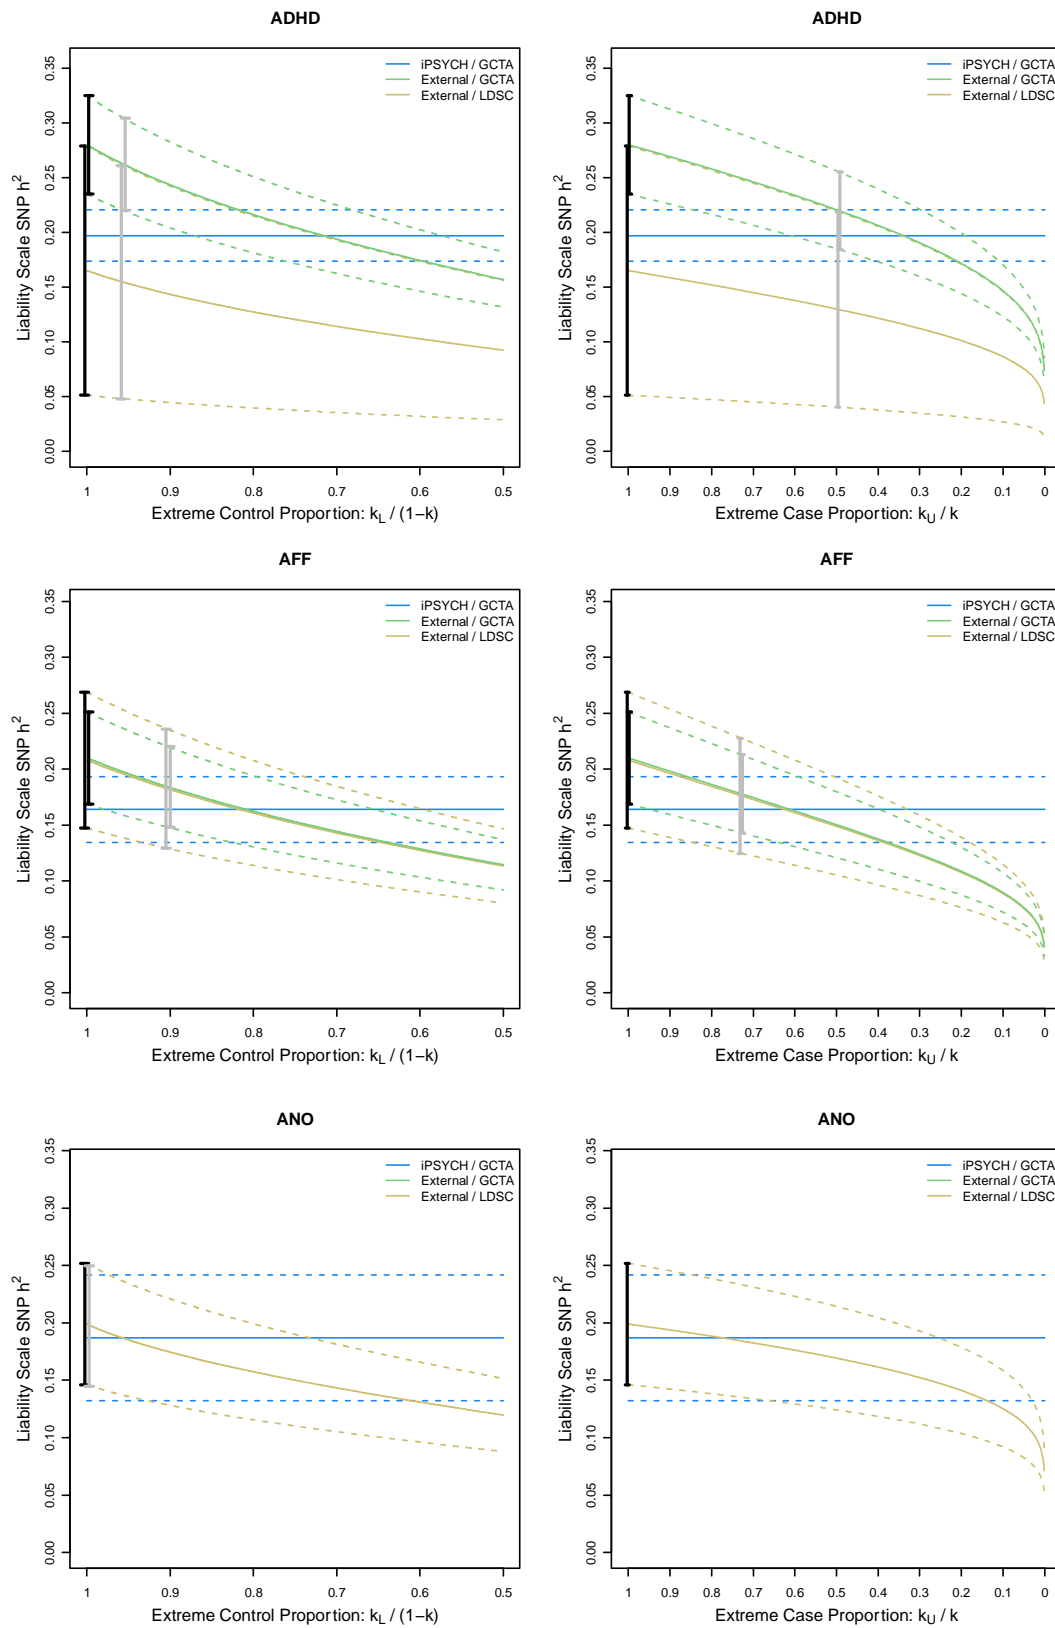 ADHD
Liability Scale SNP h²
0.00 0.05 0.10 0.15 0.20 0.25 0.30 0.35
iPSYCH / GCTA
External / GCTA
External / LDSC
1 0.9 0.8 0.7 0.6 0.5
Extreme Control Proportion: k_L / (1−k)
ADHD
Liability Scale SNP h²
0.00 0.05 0.10 0.15 0.20 0.25 0.30 0.35
iPSYCH / GCTA
External / GCTA
External / LDSC
1 0.9 0.8 0.7 0.6 0.5 0.4 0.3 0.2 0.1 0
Extreme Case Proportion: k_U / k
AFF
Liability Scale SNP h²
0.00 0.05 0.10 0.15 0.20 0.25 0.30 0.35
iPSYCH / GCTA
External / GCTA
External / LDSC
1 0.9 0.8 0.7 0.6 0.5
Extreme Control Proportion: k_L / (1−k)
AFF
Liability Scale SNP h²
0.00 0.05 0.10 0.15 0.20 0.25 0.30 0.35
iPSYCH / GCTA
External / GCTA
External / LDSC
1 0.9 0.8 0.7 0.6 0.5 0.4 0.3 0.2 0.1 0
Extreme Case Proportion: k_U / k
ANO
Liability Scale SNP h²
0.00 0.05 0.10 0.15 0.20 0.25 0.30 0.35
iPSYCH / GCTA
External / GCTA
External / LDSC
1 0.9 0.8 0.7 0.6 0.5
Extreme Control Proportion: k_L / (1−k)
ANO
Liability Scale SNP h²
0.00 0.05 0.10 0.15 0.20 0.25 0.30 0.35
iPSYCH / GCTA
External / GCTA
External / LDSC
1 0.9 0.8 0.7 0.6 0.5 0.4 0.3 0.2 0.1 0
Extreme Case Proportion: k_U / k